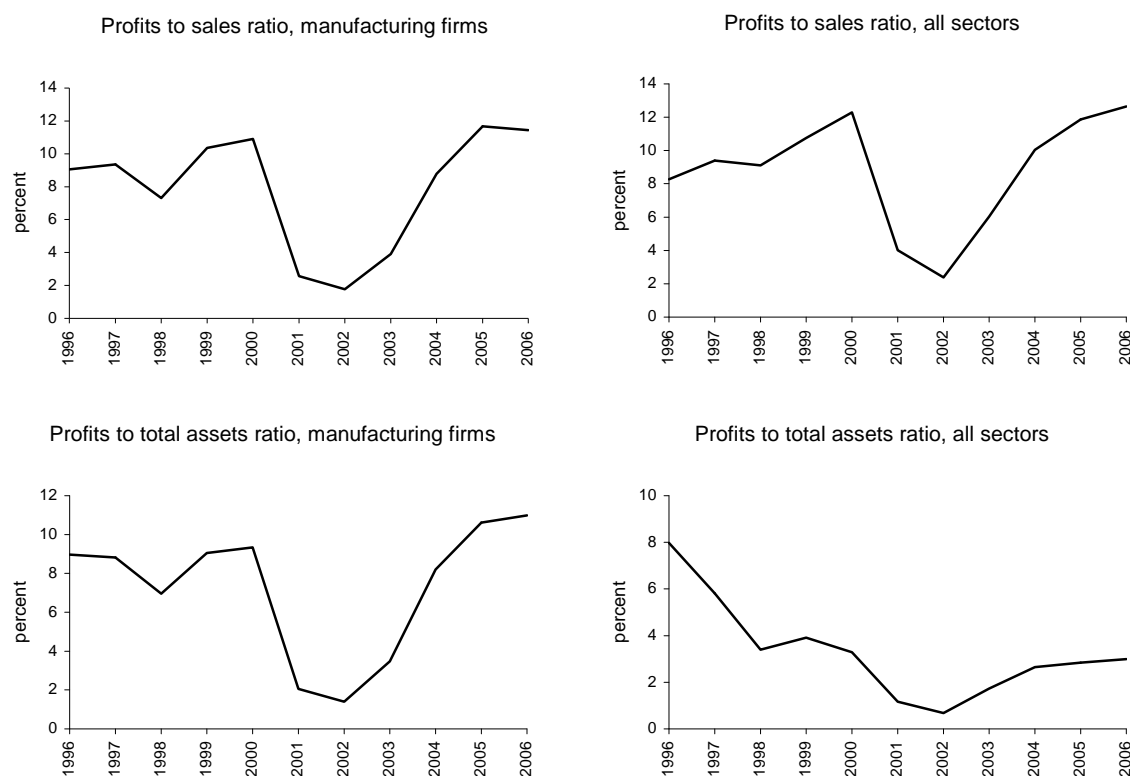 Profits to sales ratio, manufacturing firms
percent
14
12
10
8
6
4
2
0
1996 1997 1998 1999 2000 2001 2002 2003 2004 2005 2006
Profits to sales ratio, all sectors
percent
14
12
10
8
6
4
2
0
1996 1997 1998 1999 2000 2001 2002 2003 2004 2005 2006
Profits to total assets ratio, manufacturing firms
percent
12
10
8
6
4
2
0
1996 1997 1998 1999 2000 2001 2002 2003 2004 2005 2006
Profits to total assets ratio, all sectors
percent
10
8
6
4
2
0
1996 1997 1998 1999 2000 2001 2002 2003 2004 2005 2006